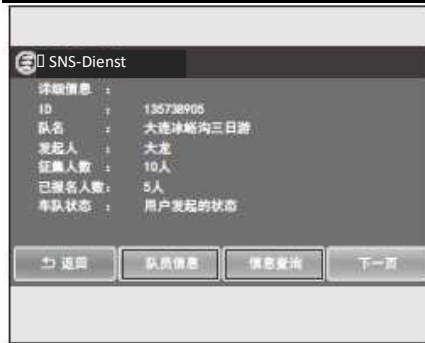 SNS-Dienst
详细信息：
ID：135738905
队名：大连冰峪沟三日游
发起人：大龙
征集人数：10人
已报名人数：5人
车队状态：用户发起的状态
返回 队员信息 信息查询 下一页